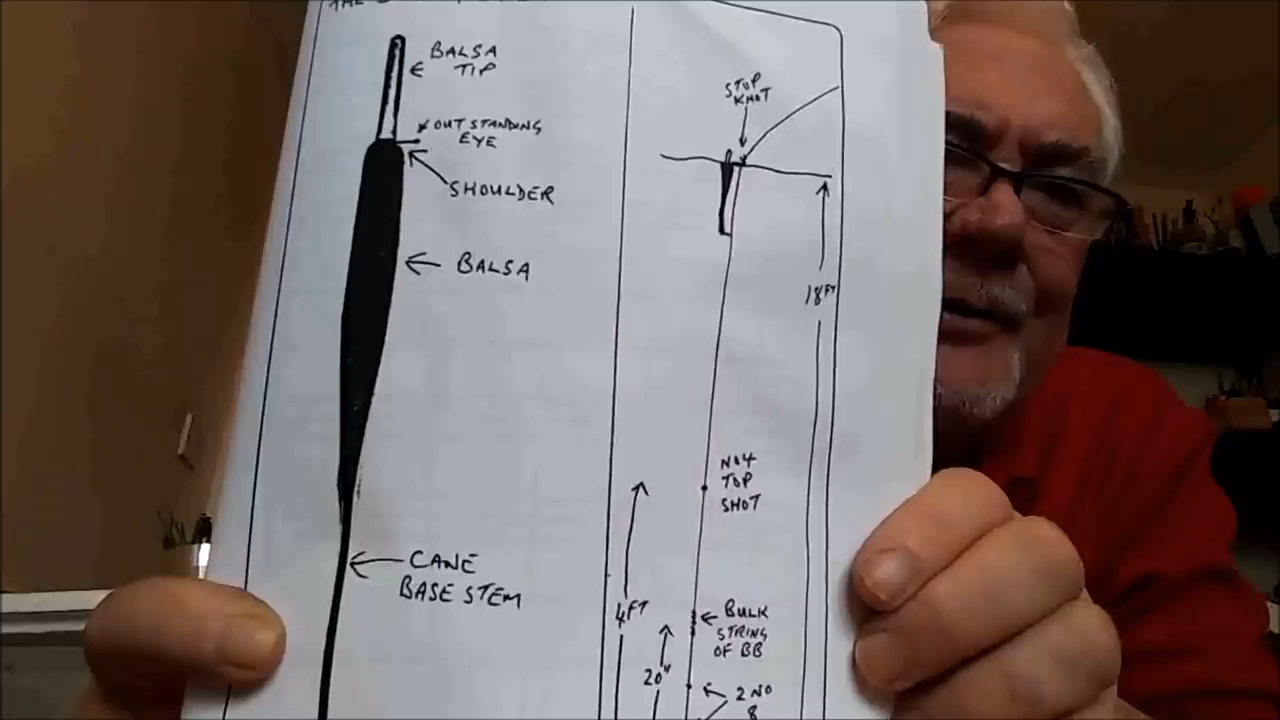 THE
BALSA
TIP
OUT STANDING
EYE
SHOULDER
BALSA
CANE
BASE STEM
STOP
KNOT
18FT
NO4
TOP
SHOT
4FT
BULK
STRING
OF BB
20"
2 NO
8